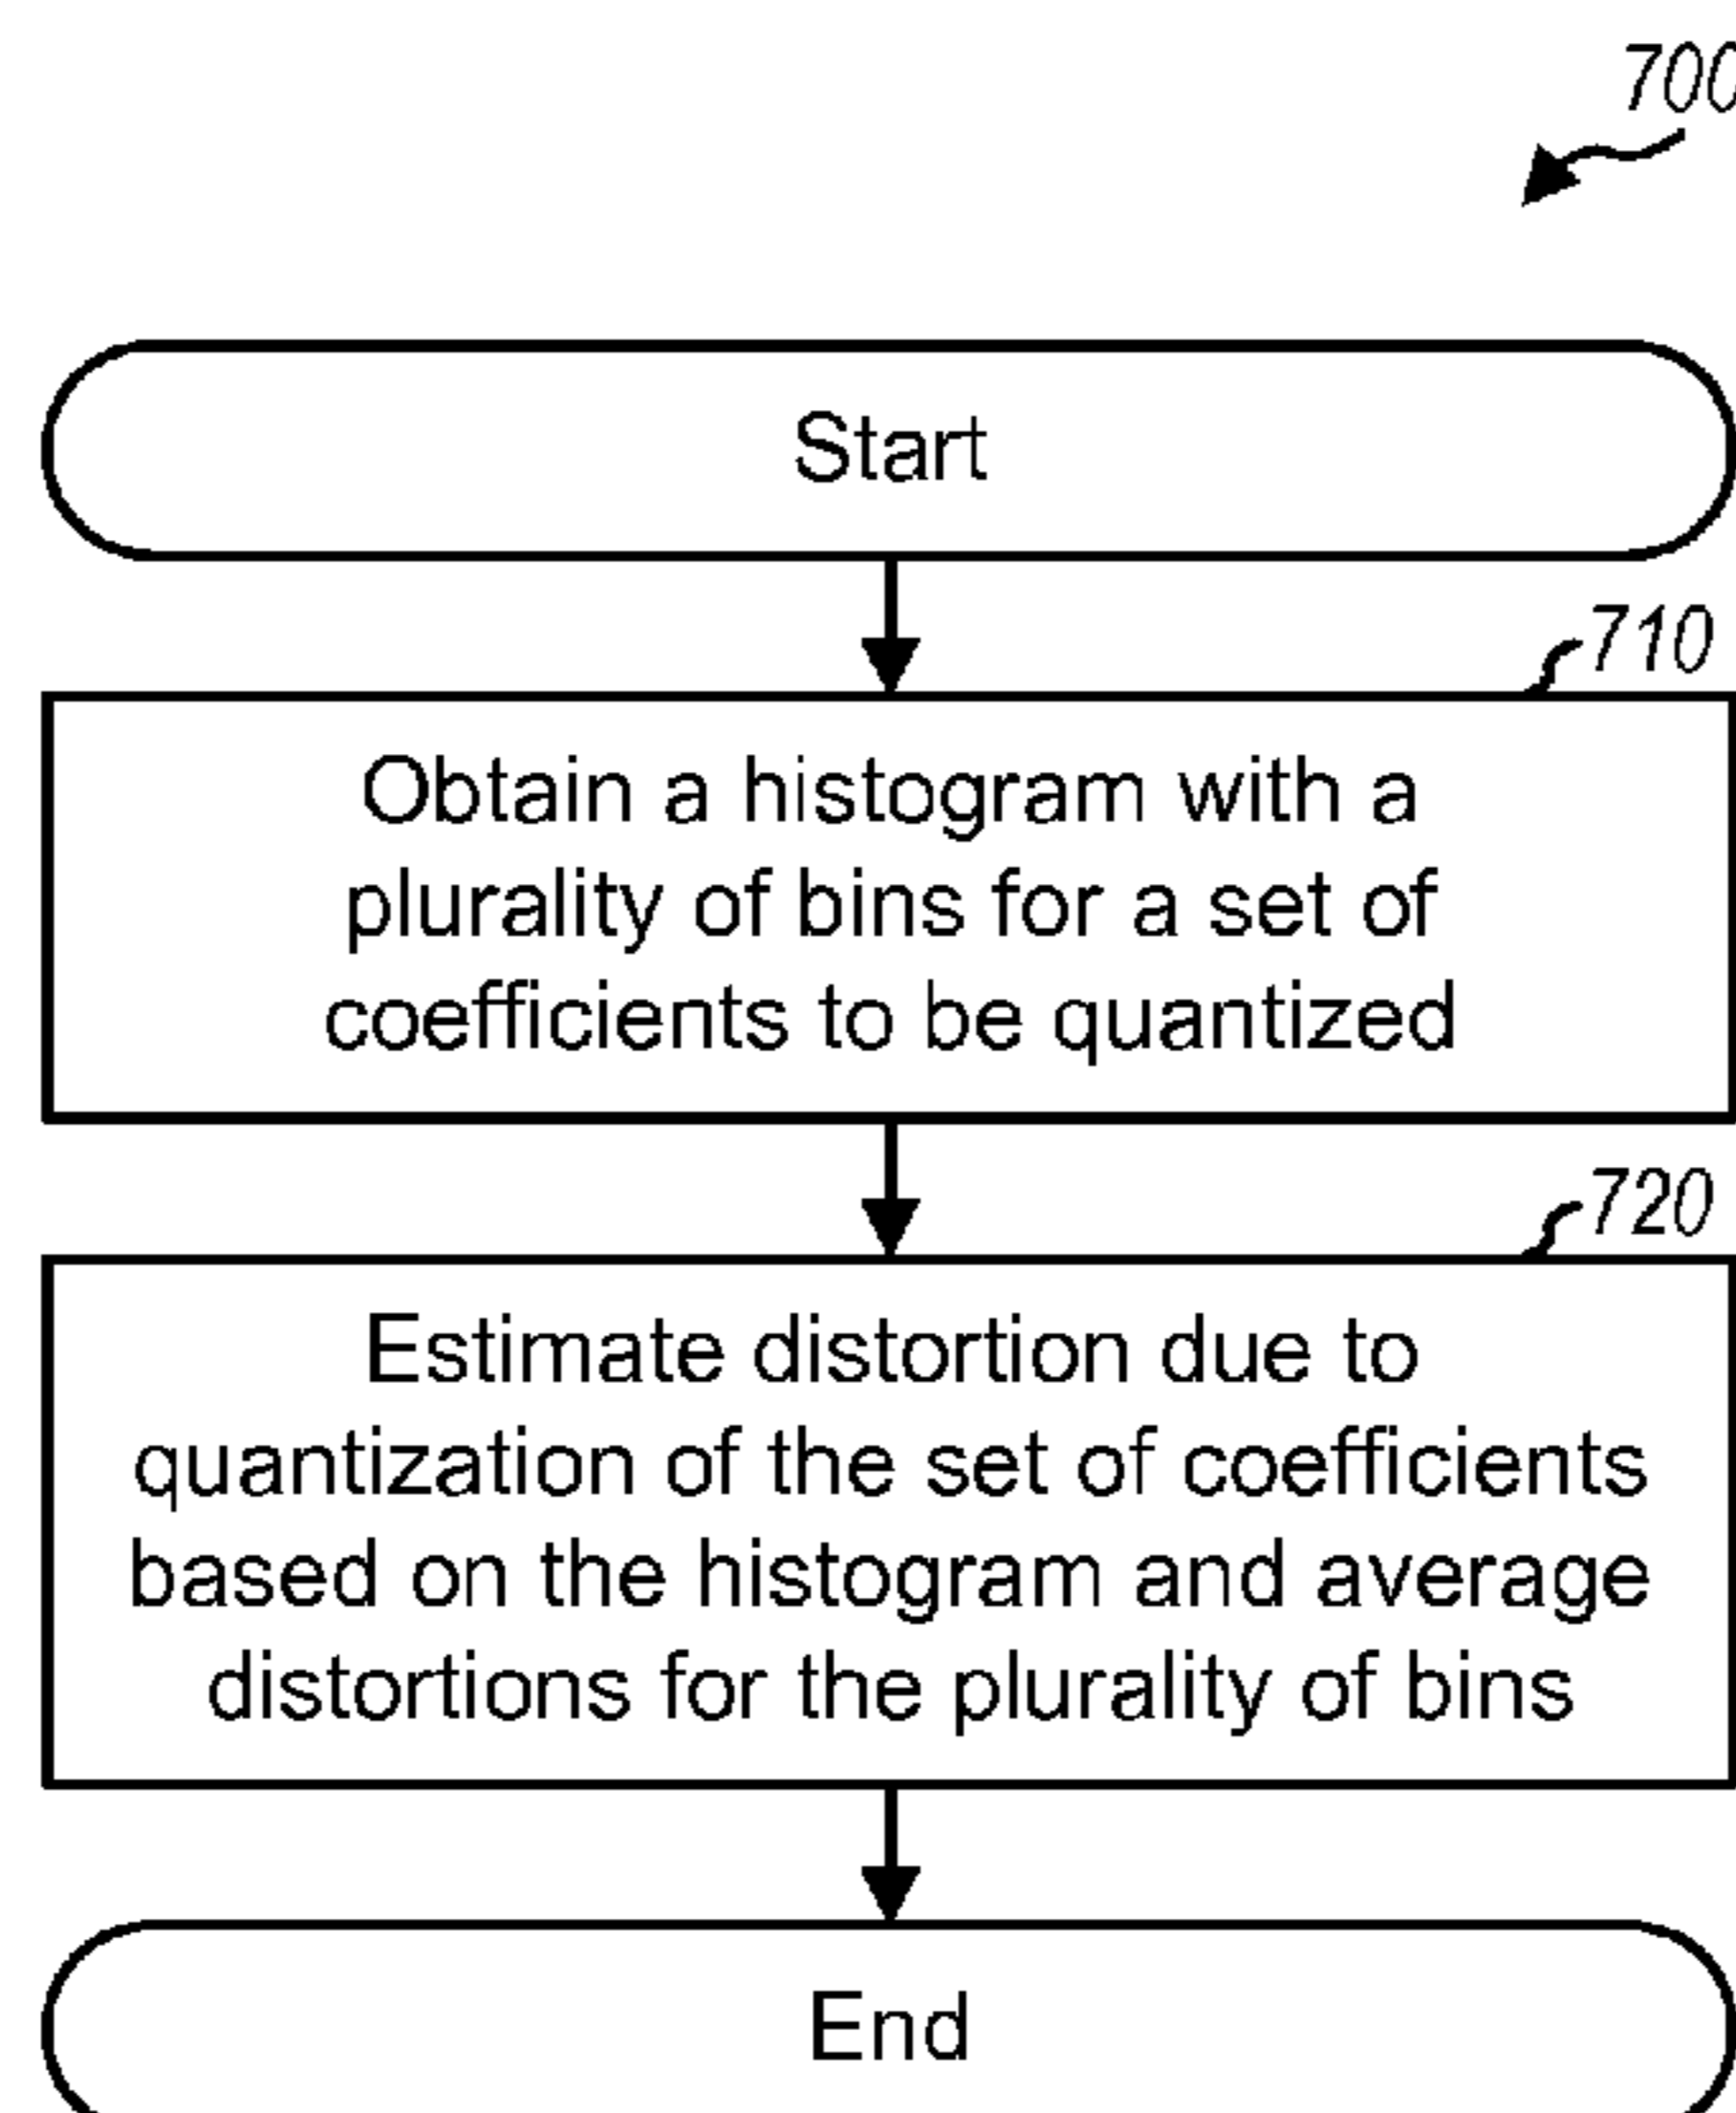 700
Start
710
Obtain a histogram with a
plurality of bins for a set of
coefficients to be quantized
720
Estimate distortion due to
quantization of the set of coefficients
based on the histogram and average
distortions for the plurality of bins
End